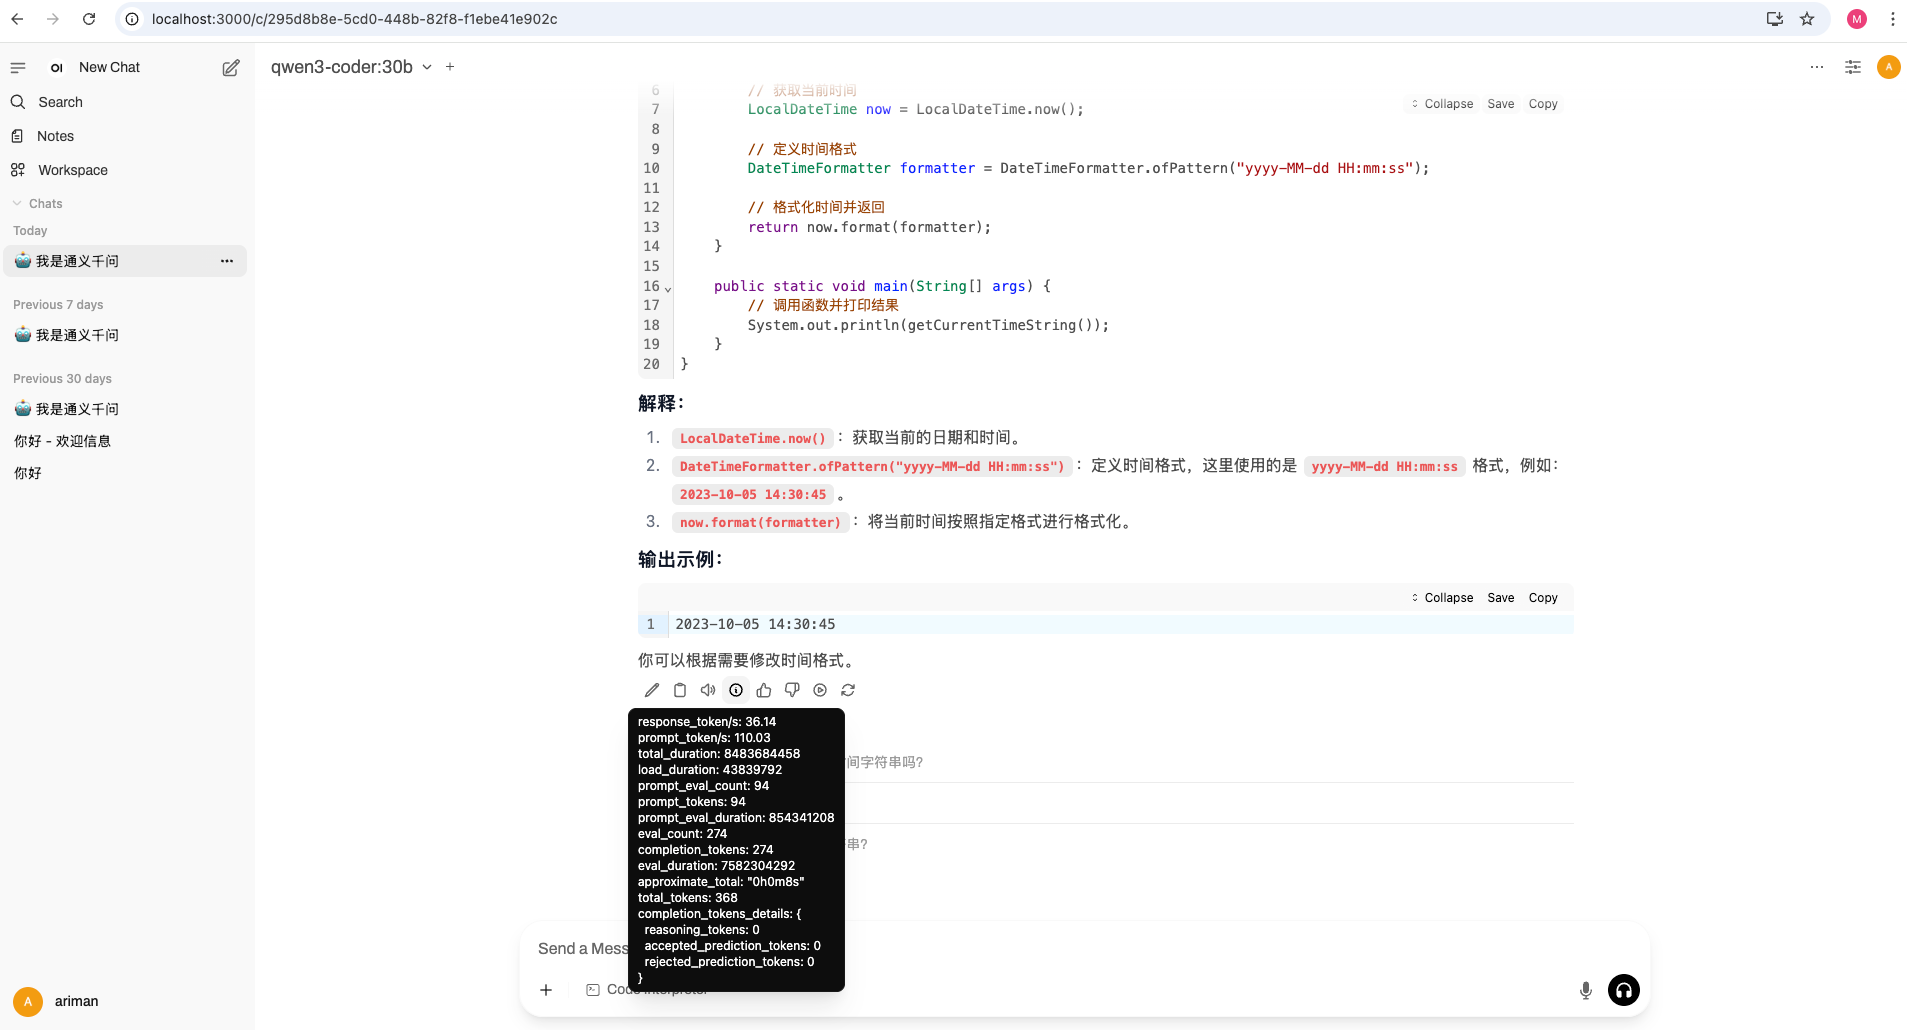 localhost:3000/c/295d8b8e-5cd0-448b-82f8-f1ebe41e902c
M
OI New Chat
Search
Notes
Workspace
Chats
Today
我是通义千问
Previous 7 days
我是通义千问
Previous 30 days
我是通义千问
你好 - 欢迎信息
你好
A ariman
qwen3-coder:30b
A
Collapse Save Copy
6 // 获取当前时间
7 LocalDateTime now = LocalDateTime.now();
8
9 // 定义时间格式
10 DateTimeFormatter formatter = DateTimeFormatter.ofPattern("yyyy-MM-dd HH:mm:ss");
11
12 // 格式化时间并返回
13 return now.format(formatter);
14 }
15
16 public static void main(String[] args) {
17 // 调用函数并打印结果
18 System.out.println(getCurrentTimeString());
19 }
20 }
解释：
1. LocalDateTime.now() ：获取当前的日期和时间。
2. DateTimeFormatter.ofPattern("yyyy-MM-dd HH:mm:ss") ：定义时间格式，这里使用的是 yyyy-MM-dd HH:mm:ss 格式，例如：
2023-10-05 14:30:45 。
3. now.format(formatter) ：将当前时间按照指定格式进行格式化。
输出示例：
Collapse Save Copy
1 2023-10-05 14:30:45
你可以根据需要修改时间格式。
response_token/s: 36.14
prompt_token/s: 110.03
total_duration: 8483684458
load_duration: 43839792
prompt_eval_count: 94
prompt_tokens: 94
prompt_eval_duration: 854341208
eval_count: 274
completion_tokens: 274
eval_duration: 7582304292
approximate_total: "0h0m8s"
total_tokens: 368
completion_tokens_details: {
reasoning_tokens: 0
accepted_prediction_tokens: 0
rejected_prediction_tokens: 0
}
间字符串吗?
串?
Send a Mess